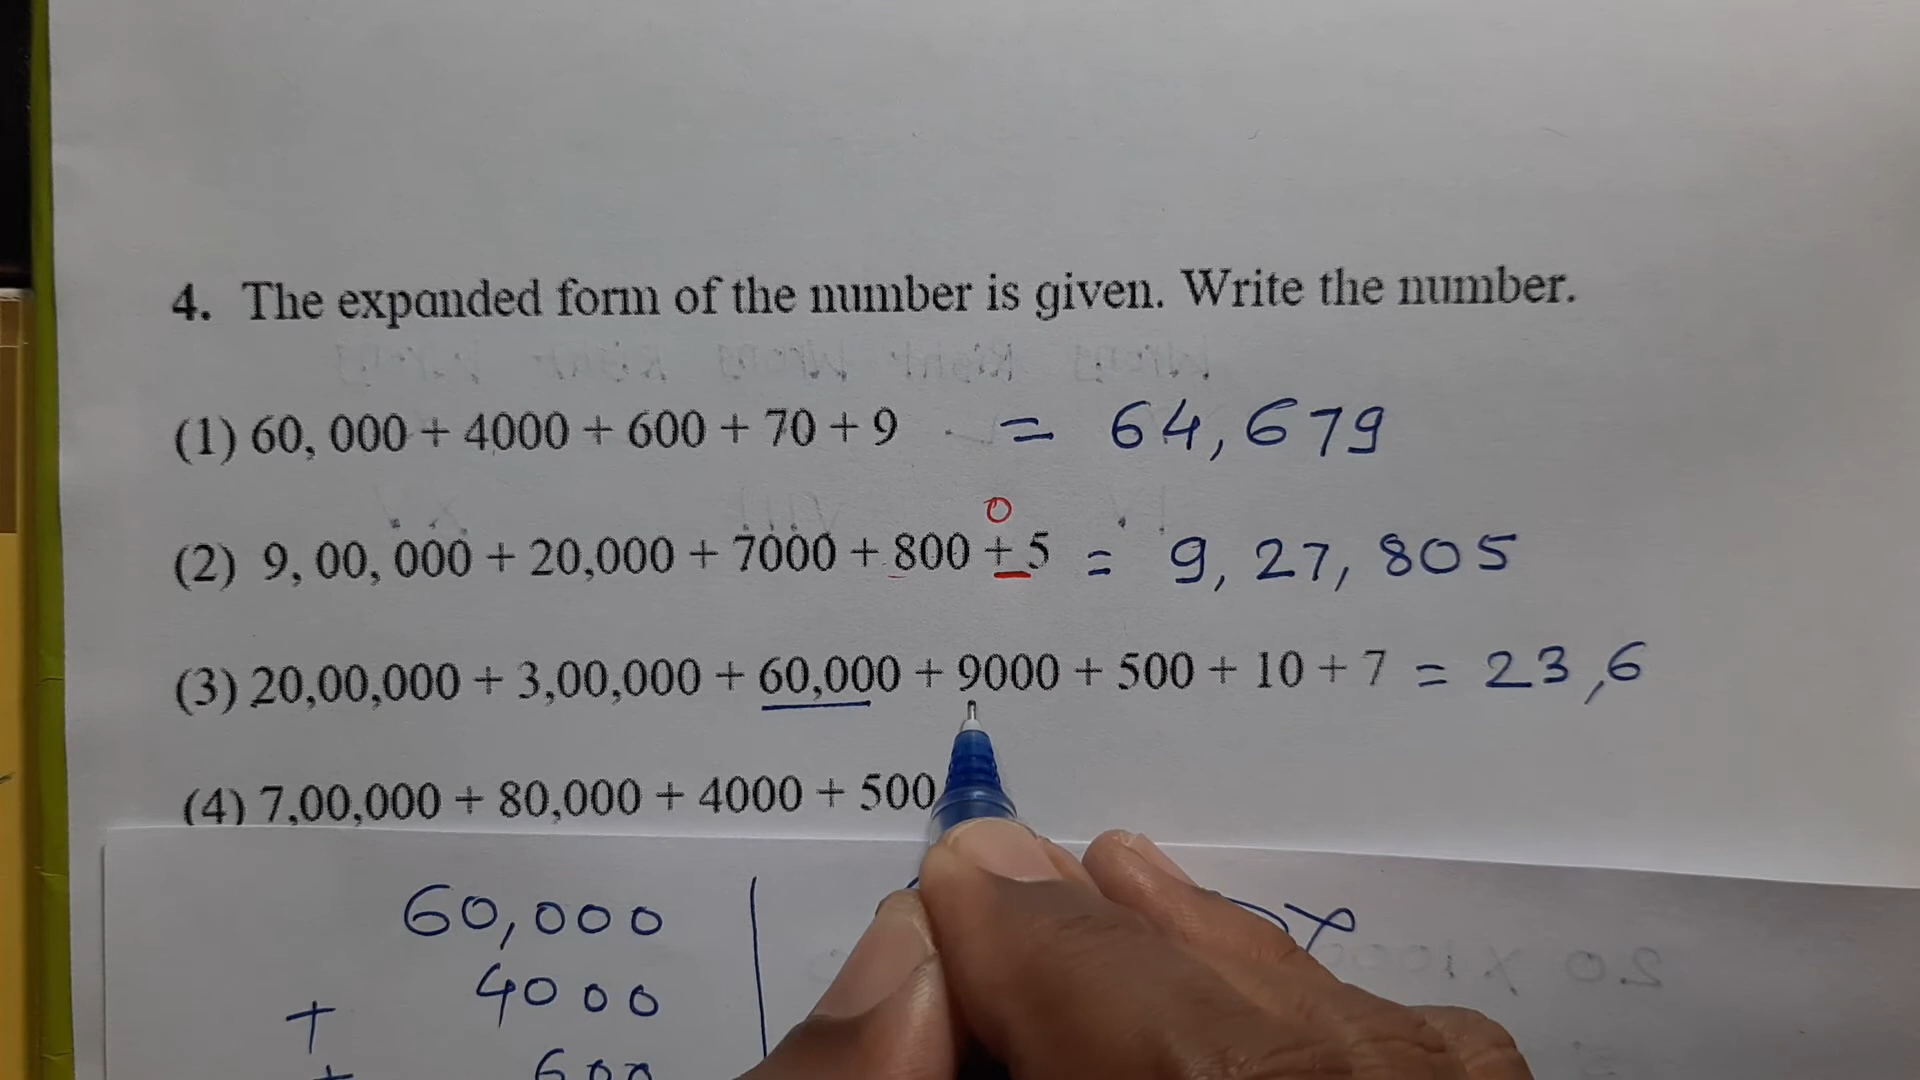 4. The expanded form of the number is given. Write the number.
(1) 60, 000 + 4000 + 600 + 70 + 9 = 64,679
0
(2) 9, 00, 000 + 20,000 + 7000 + 800 + 5 = 9, 27, 805
(3) 20,00,000 + 3,00,000 + 60,000 + 9000 + 500 + 10 + 7 = 23,6
(4) 7,00,000 + 80,000 + 4000 + 500
60,000
+ 4000
+ 600